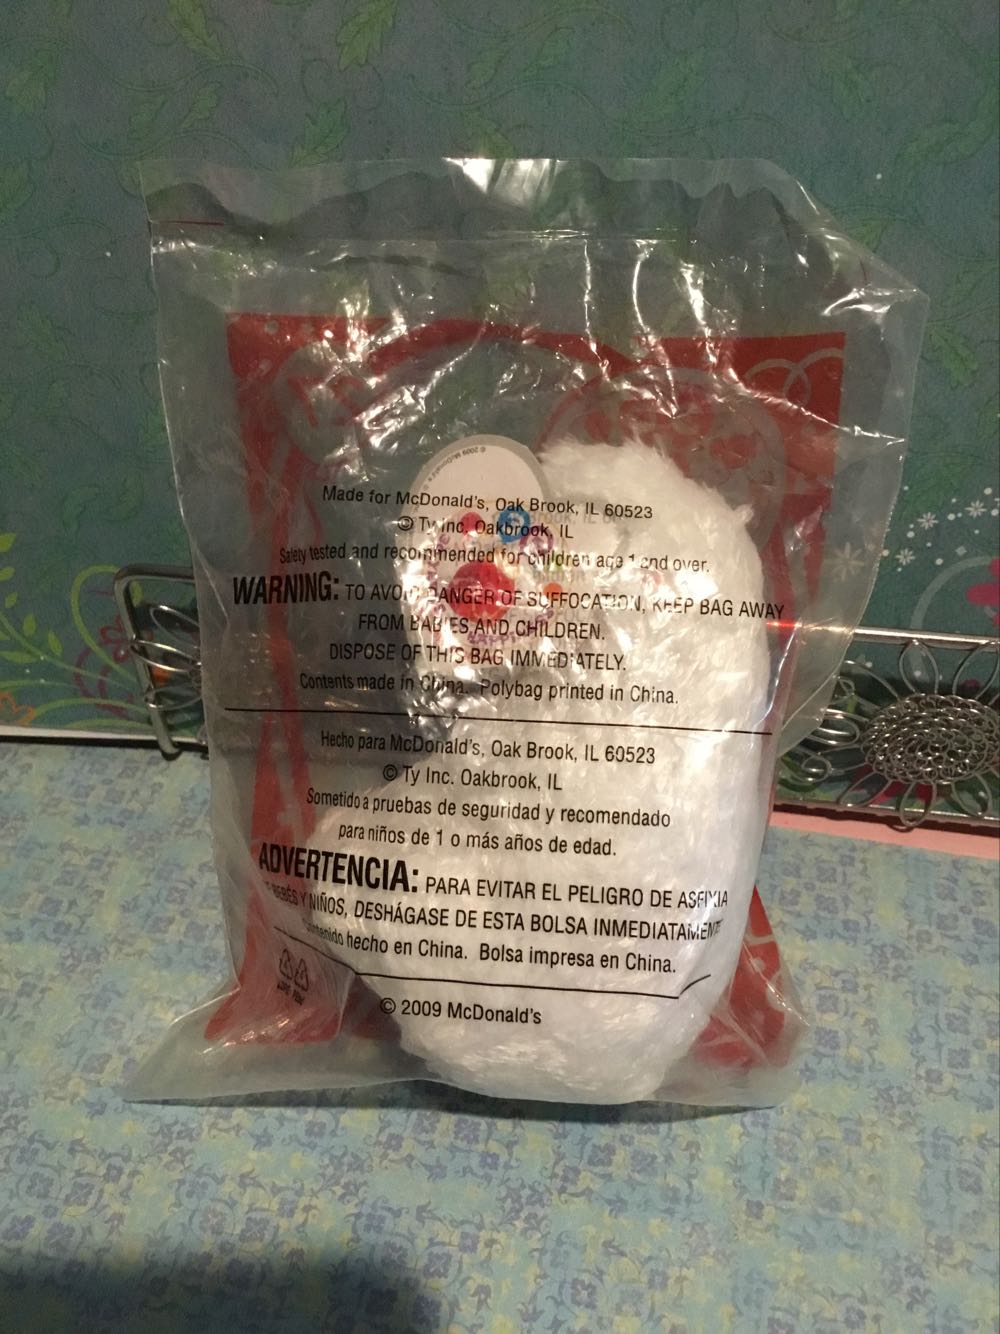 Made for McDonald's, Oak Brook, IL 60523
© Ty Inc. Oakbrook, IL
Safety tested and recommended for children age 1 and over.
WARNING: TO AVOID DANGER OF SUFFOCATION, KEEP BAG AWAY
FROM BABIES AND CHILDREN.
DISPOSE OF THIS BAG IMMEDIATELY.
Contents made in China. Polybag printed in China.
Hecho para McDonald's, Oak Brook, IL 60523
© Ty Inc. Oakbrook, IL
Sometido a pruebas de seguridad y recomendado
para niños de 1 o más años de edad.
ADVERTENCIA: PARA EVITAR EL PELIGRO DE ASFIXIA
BEBÉS Y NIÑOS, DESHÁGASE DE ESTA BOLSA INMEDIATAMENTE
Contenido hecho en China. Bolsa impresa en China.
© 2009 McDonald's
© 2009 McDonald's